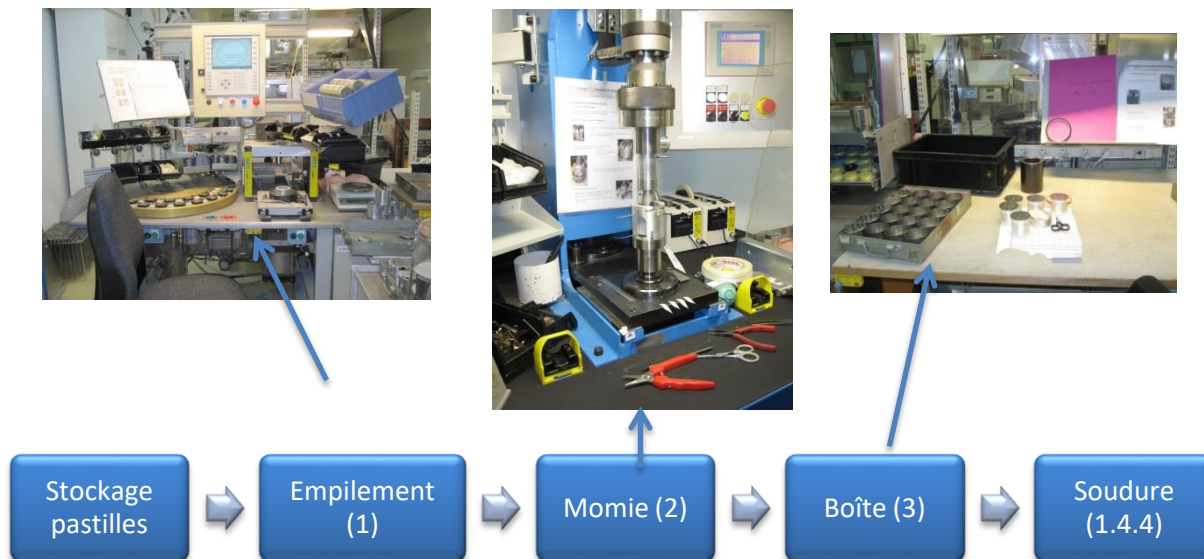 Stockage
pastilles
Empilement
(1)
Momie (2)
Boîte (3)
Soudure
(1.4.4)